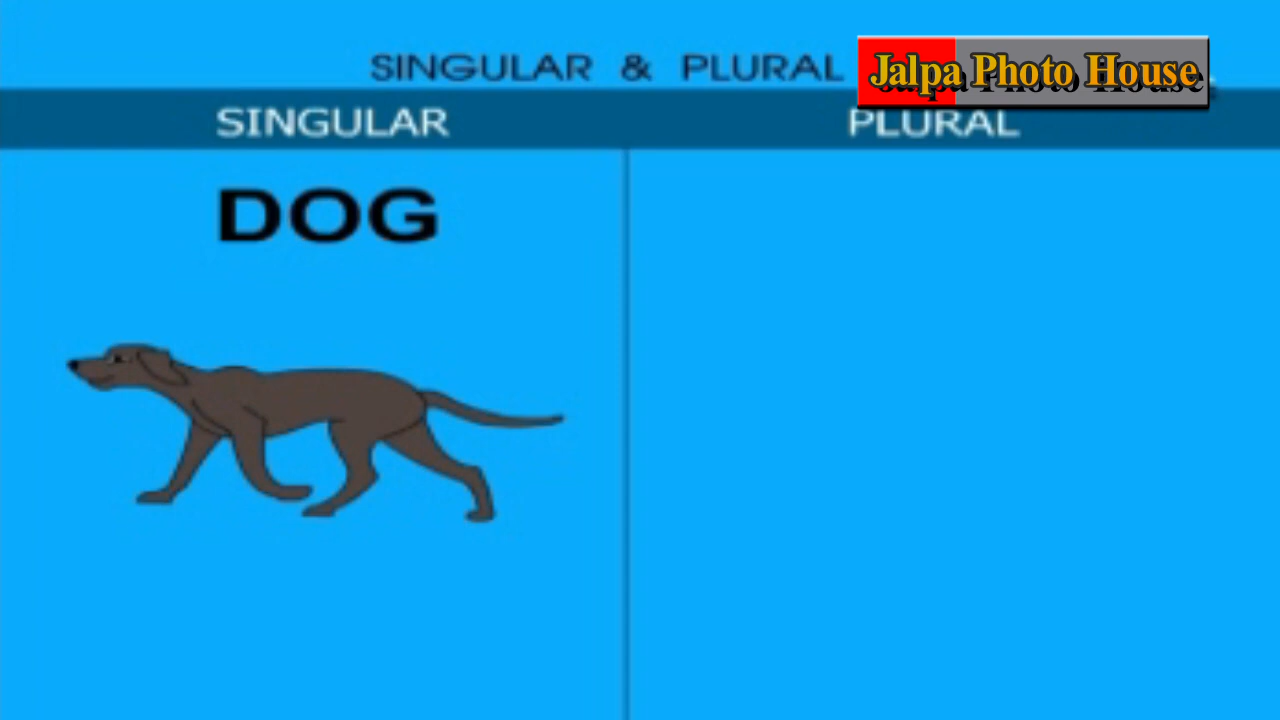 SINGULAR & PLURAL
Jalpa Photo House
SINGULAR
PLURAL
DOG